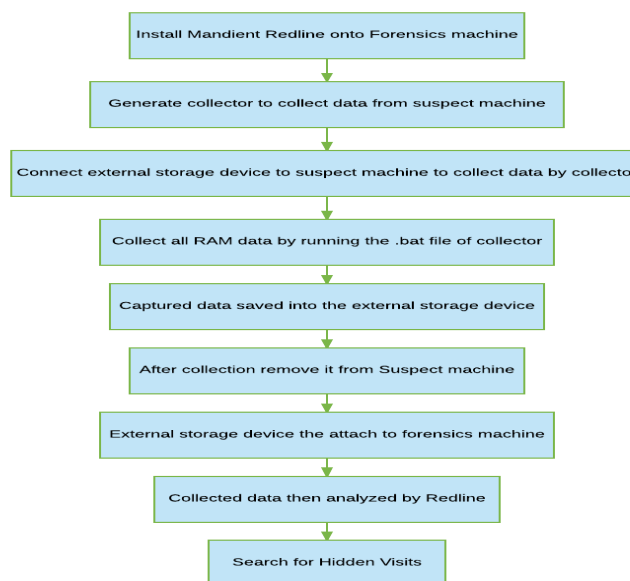 Install Mandient Redline onto Forensics machine
Generate collector to collect data from suspect machine
Connect external storage device to suspect machine to collect data by collecto
Collect all RAM data by running the .bat file of collector
Captured data saved into the external storage device
After collection remove it from Suspect machine
External storage device the attach to forensics machine
Collected data then analyzed by Redline
Search for Hidden Visits